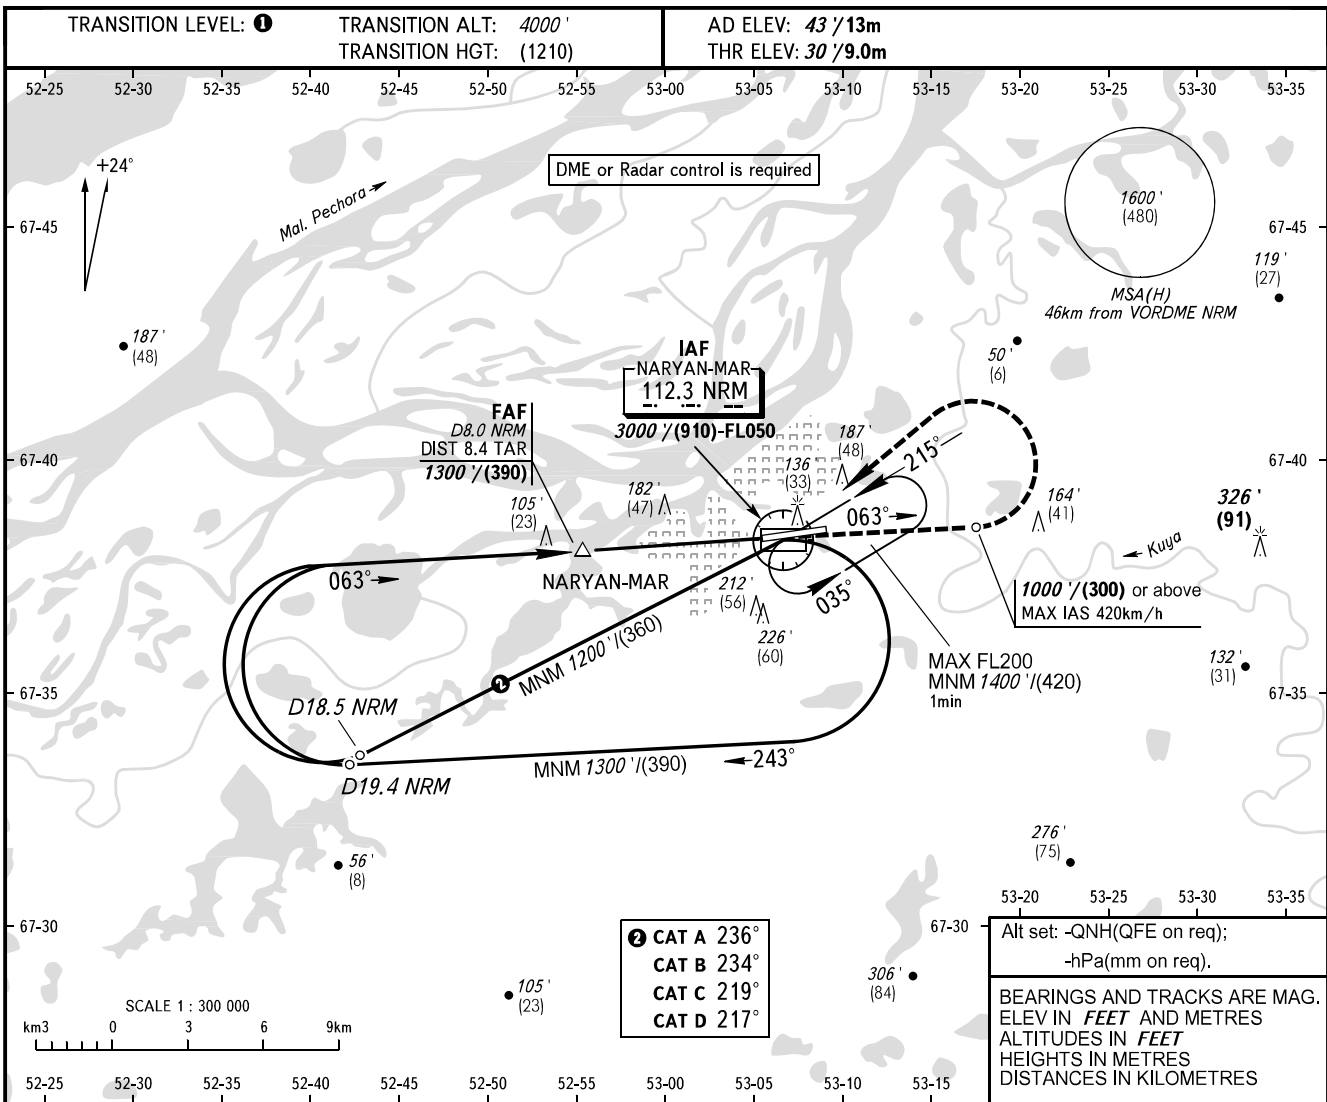 TRANSITION LEVEL: ❶
TRANSITION ALT: 4000 '
TRANSITION HGT: (1210)
AD ELEV: 43 '/13m
THR ELEV: 30 '/9.0m
52-25 52-30 52-35 52-40 52-45 52-50 52-55 53-00 53-05 53-10 53-15 53-20 53-25 53-30 53-35
+24°
DME or Radar control is required
Mal. Pechora
1600 '
(480)
67-45
67-45
119 '
(27)
MSA(H)
46km from VORDME NRM
187 '
(48)
50 '
(6)
IAF
NARYAN-MAR
112.3 NRM
3000 '/(910)-FL050
FAF
D8.0 NRM
DIST 8.4 TAR
1300 '/(390)
187 '
(48)
215°
67-40
67-40
136 '
(33)
182 '
(47)
105 '
(23)
164 '
(41)
326 '
(91)
063°
Kuya
063°
NARYAN-MAR
212 '
(56)
035°
1000 '/(300) or above
MAX IAS 420km/h
226 '
(60)
MNM 1200 '/(360)
MAX FL200
MNM 1400 '/(420)
1min
132 '
(31)
67-35
❷
67-35
D18.5 NRM
MNM 1300 '/(390)
243°
D19.4 NRM
56 '
(8)
276 '
(75)
53-20 53-25 53-30 53-35
67-30
67-30
❷ CAT A 236°
CAT B 234°
CAT C 219°
CAT D 217°
Alt set: -QNH(QFE on req);
-hPa(mm on req).
306 '
(84)
105 '
(23)
BEARINGS AND TRACKS ARE MAG.
ELEV IN FEET AND METRES
ALTITUDES IN FEET
HEIGHTS IN METRES
DISTANCES IN KILOMETRES
SCALE 1 : 300 000
km3 0 3 6 9km
52-25 52-30 52-35 52-40 52-45 52-50 52-55 53-00 53-05 53-10 53-15